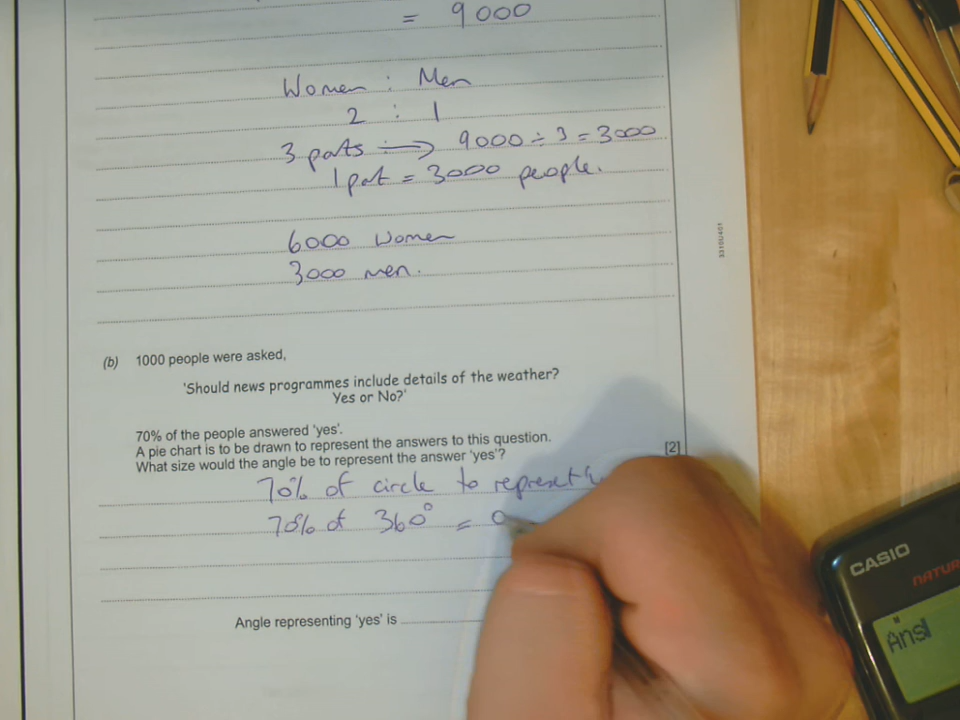 = 9000
Women : Men
2 : 1
3 parts → 9000 ÷ 3 = 3000
1 part = 3000 people.
6000 women
3000 men.
3310U401
(b) 1000 people were asked,
'Should news programmes include details of the weather?
Yes or No?'
70% of the people answered 'yes'.
A pie chart is to be drawn to represent the answers to this question.
What size would the angle be to represent the answer 'yes'?
[2]
70% of circle to represent
70% of 360° = 0
Angle representing 'yes' is
CASIO
NATUR
Ans